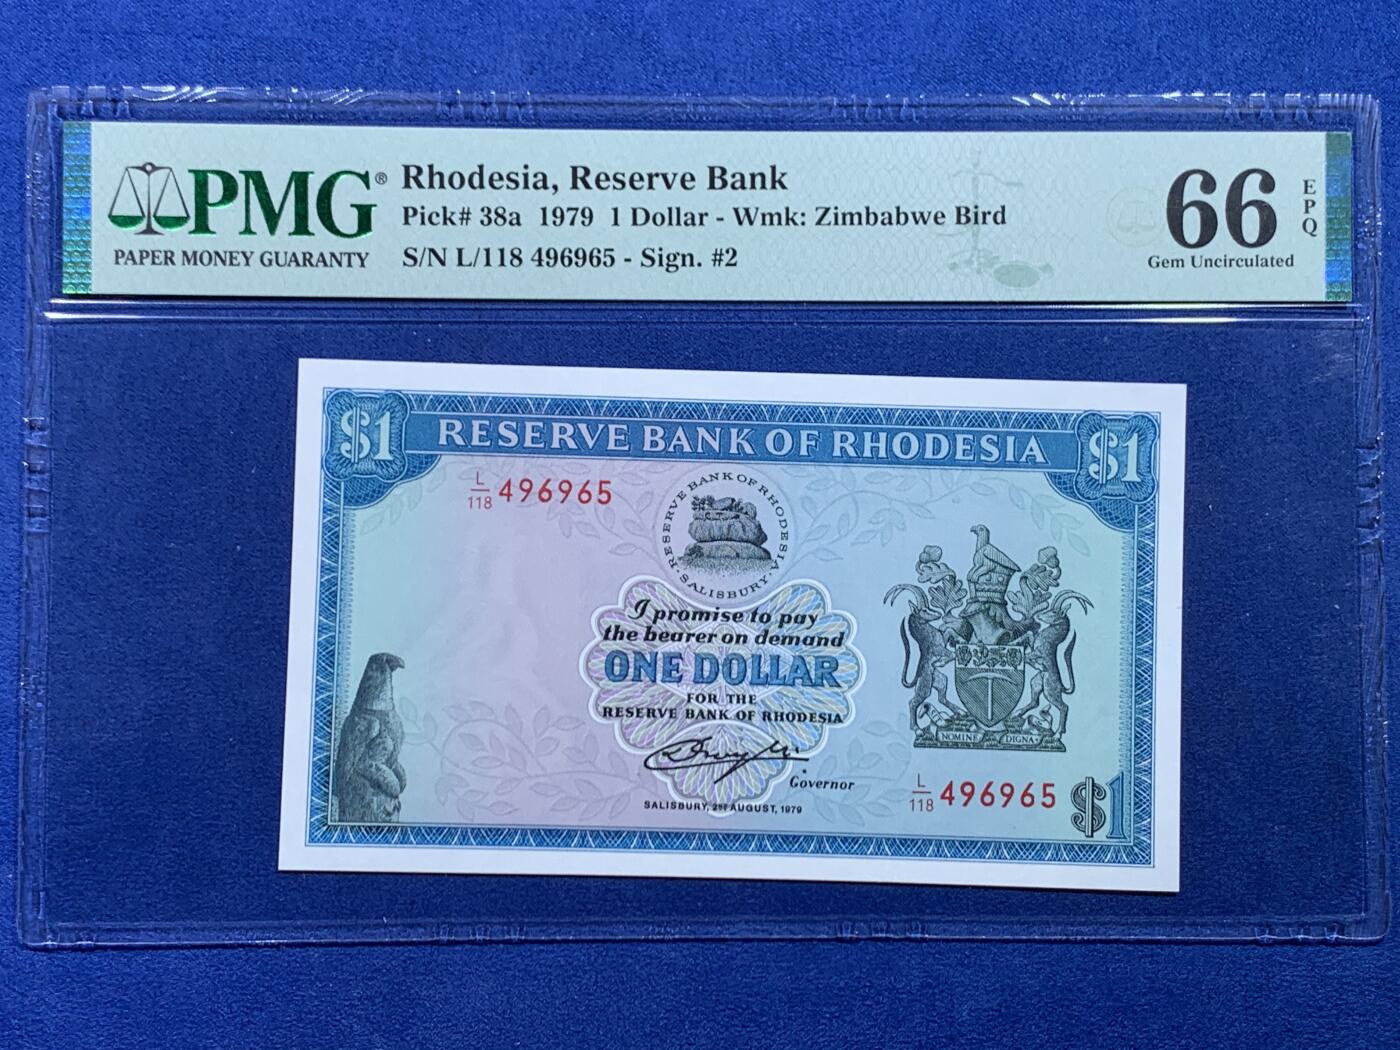 PMG®
PAPER MONEY GUARANTY
Rhodesia, Reserve Bank
Pick# 38a 1979 1 Dollar - Wmk: Zimbabwe Bird
S/N L/118 496965 - Sign. #2
66
EPQ
Gem Uncirculated
$1
RESERVE BANK OF RHODESIA
$1
L/118 496965
RESERVE BANK OF RHODESIA
• SALISBURY •
I promise to pay
the bearer on demand
ONE DOLLAR
FOR THE
RESERVE BANK OF RHODESIA
Governor
SALISBURY, AUGUST, 1979
NOMINE DIGNA
L/118 496965
$1